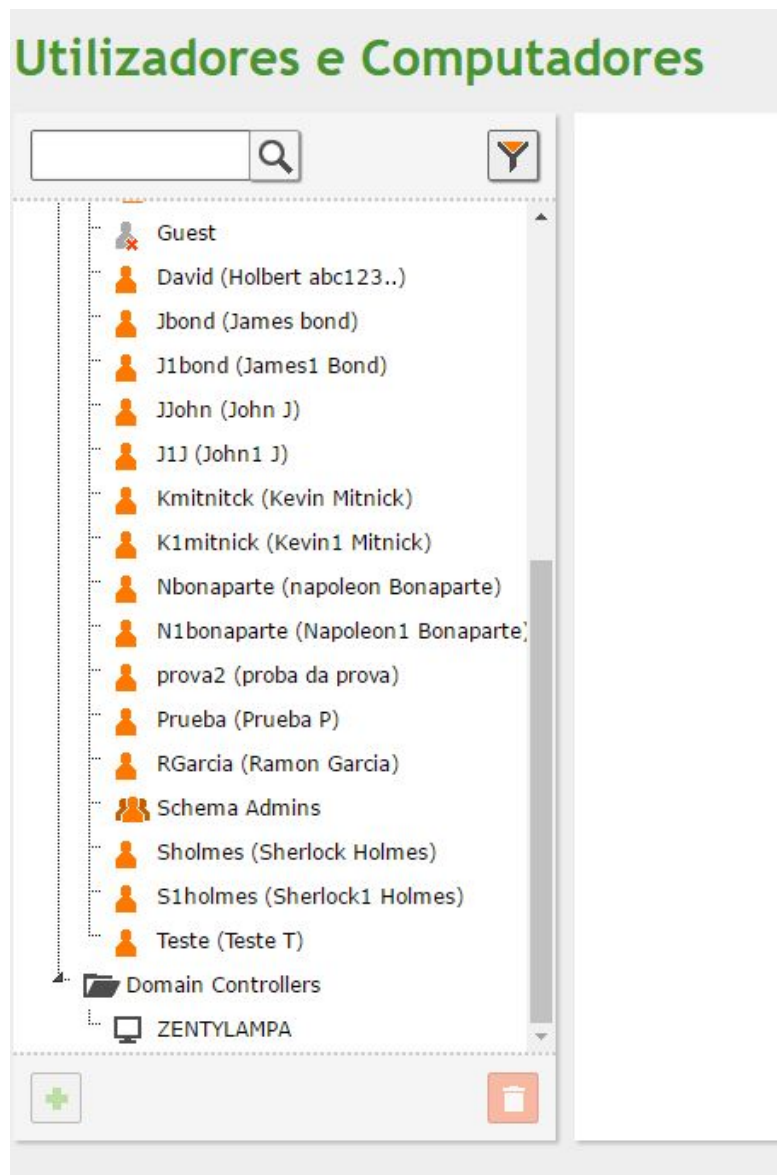 Utilizadores e Computadores
Guest
David (Holbert abc123..)
Jbond (James bond)
J1bond (James1 Bond)
JJohn (John J)
J1J (John1 J)
Kmitnitck (Kevin Mitnick)
K1mitnick (Kevin1 Mitnick)
Nbonaparte (napoleon Bonaparte)
N1bonaparte (Napoleon1 Bonaparte)
prova2 (proba da prova)
Prueba (Prueba P)
RGarcia (Ramon Garcia)
Schema Admins
Sholmes (Sherlock Holmes)
S1holmes (Sherlock1 Holmes)
Teste (Teste T)
Domain Controllers
ZENTYLAMPA